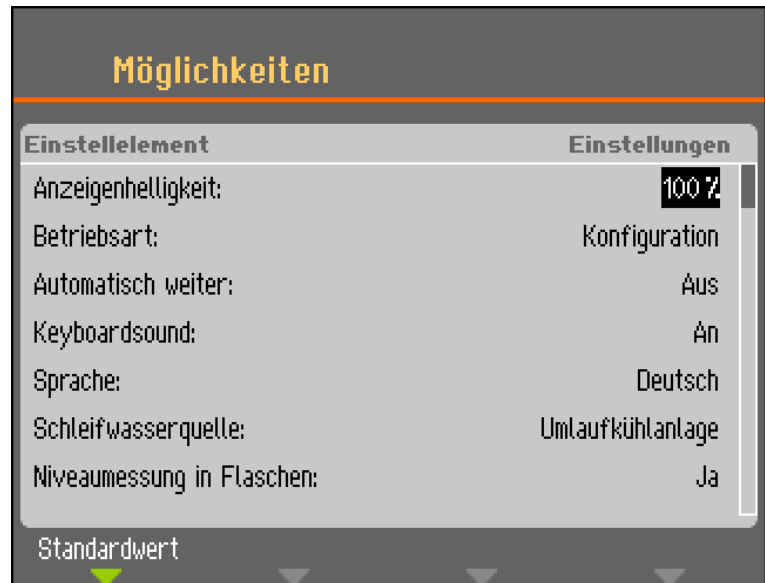 Möglichkeiten
Einstellelement Einstellungen
Anzeigenhelligkeit: 100 %
Betriebsart: Konfiguration
Automatisch weiter: Aus
Keyboardsound: An
Sprache: Deutsch
Schleifwasserquelle: Umlaufkühlanlage
Niveaumessung in Flaschen: Ja
Standardwert